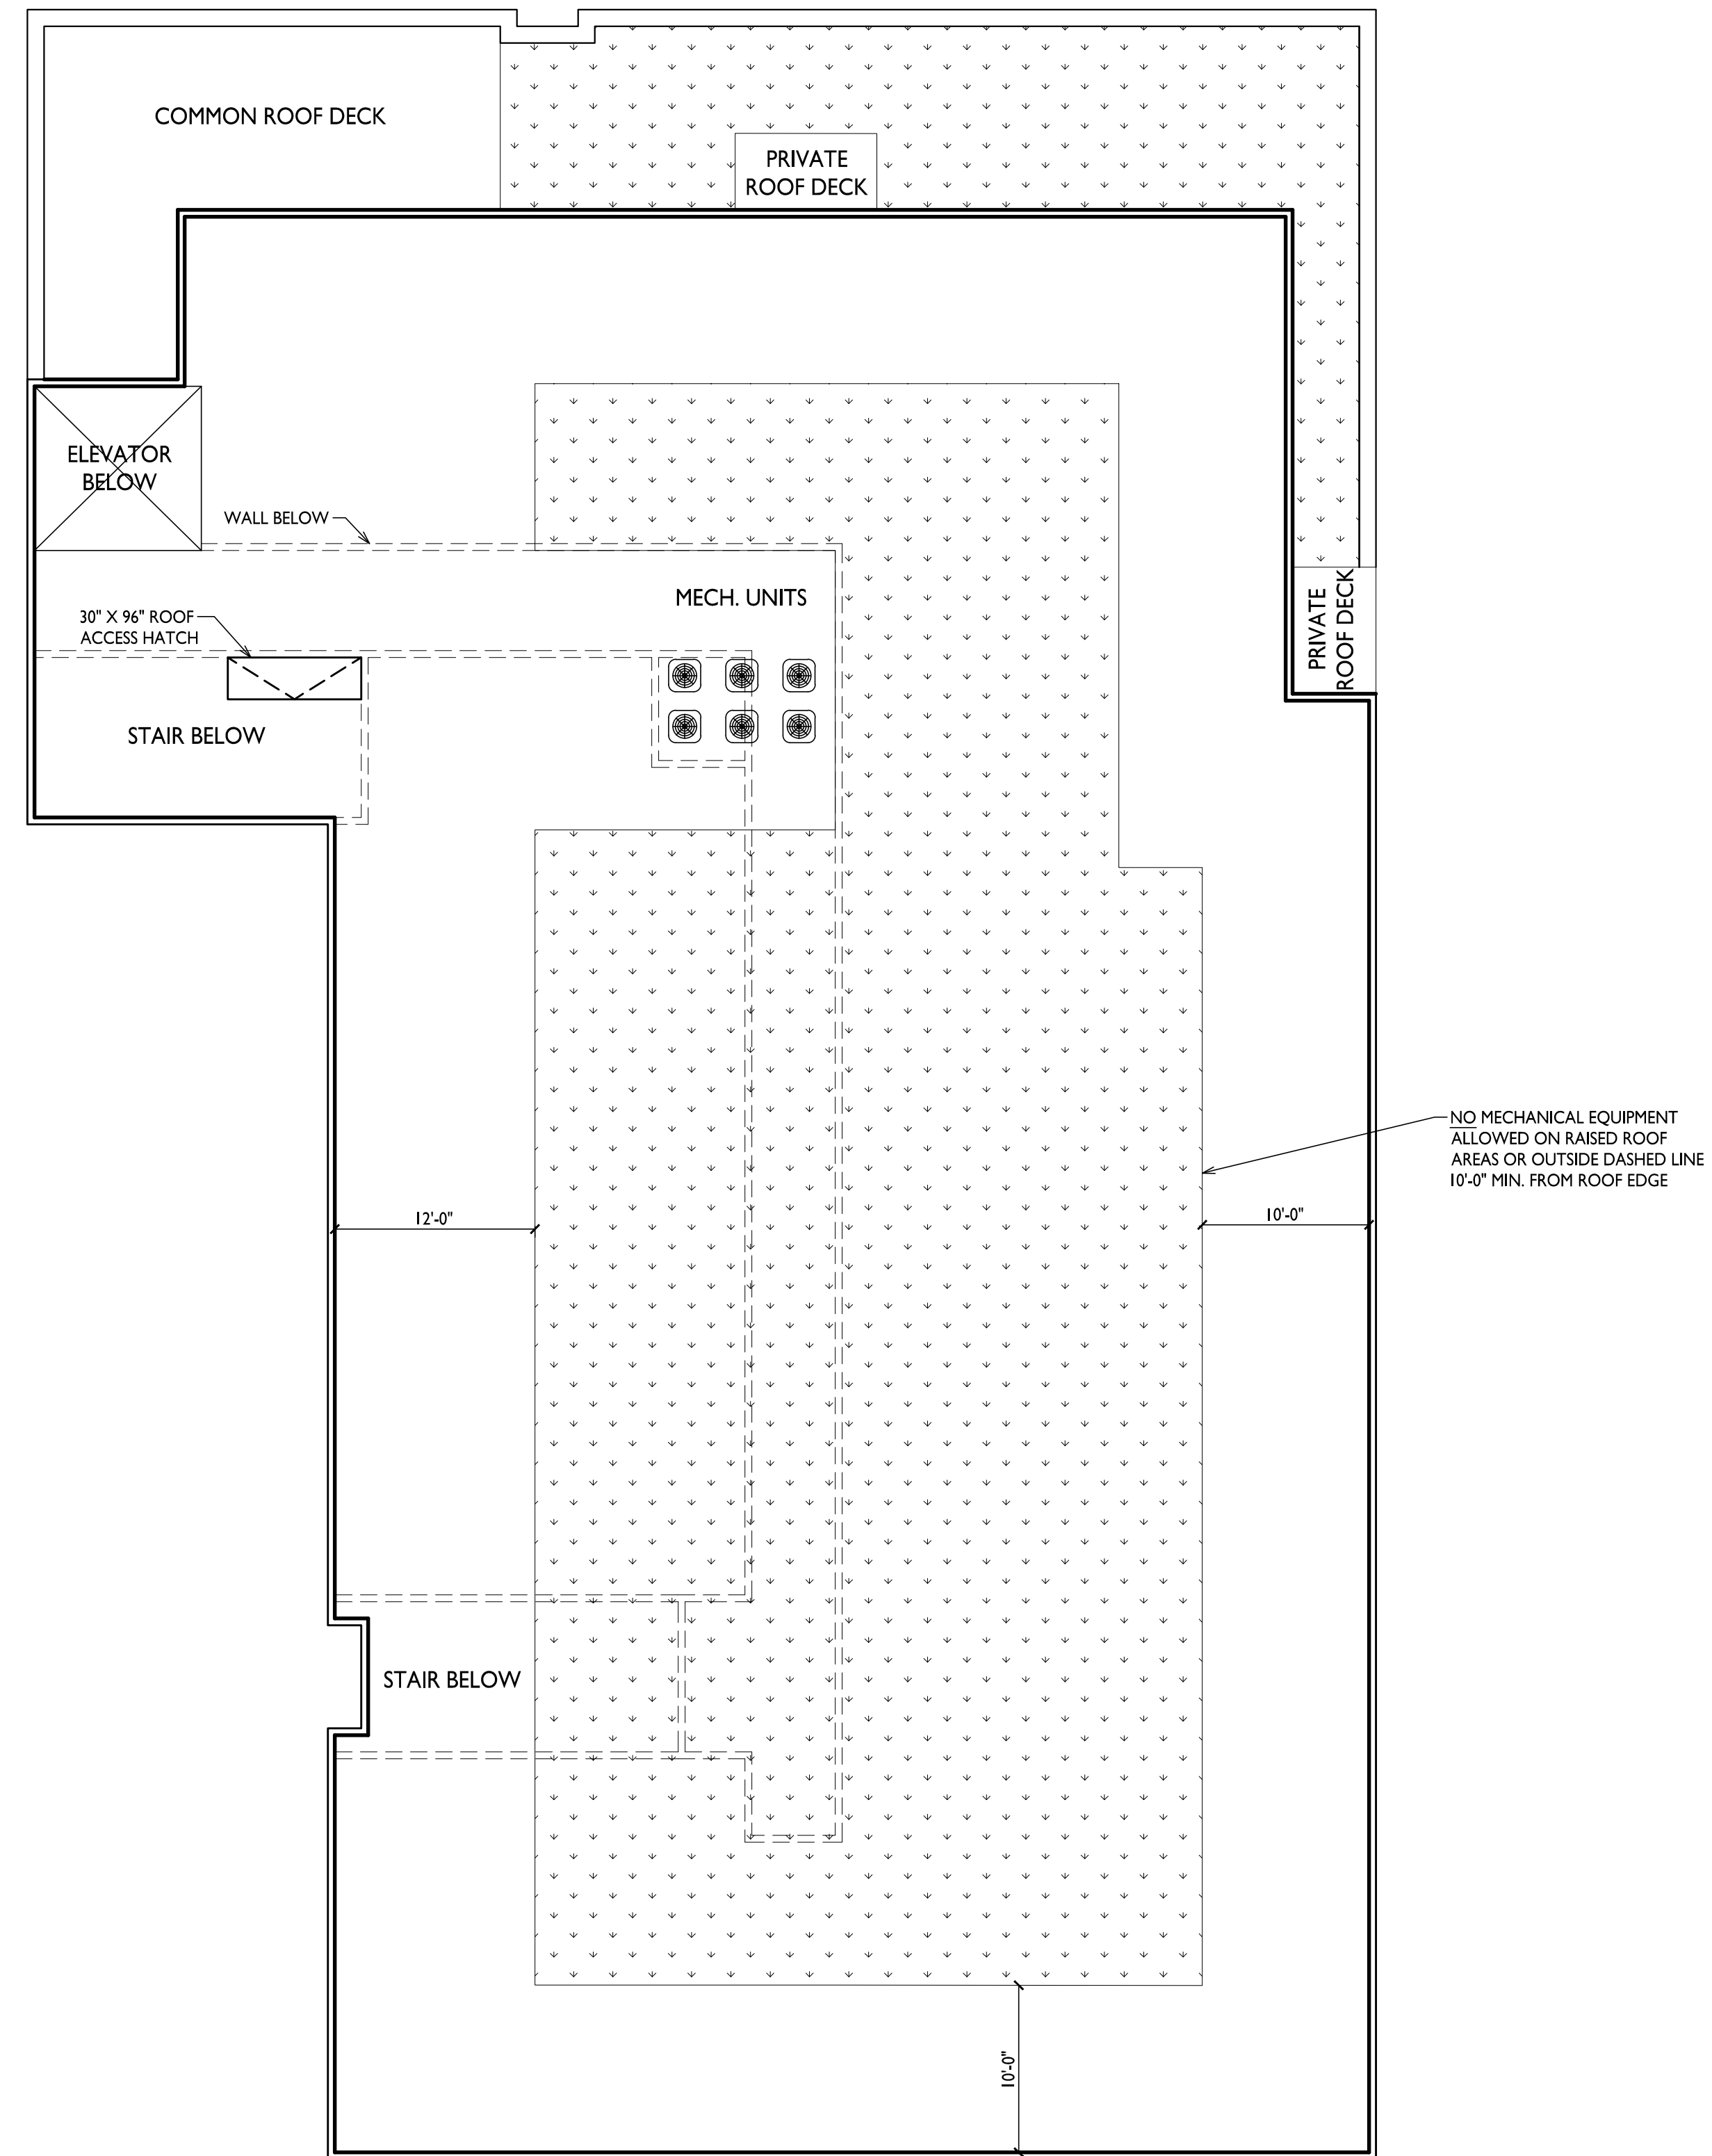 COMMON ROOF DECK
PRIVATE
ROOF DECK
ELEVATOR
BELOW
WALL BELOW
MECH. UNITS
PRIVATE
ROOF DECK
30" X 96" ROOF
ACCESS HATCH
STAIR BELOW
NO MECHANICAL EQUIPMENT
ALLOWED ON RAISED ROOF
AREAS OR OUTSIDE DASHED LINE
10'-0" MIN. FROM ROOF EDGE
12'-0"
10'-0"
STAIR BELOW
10'-0"